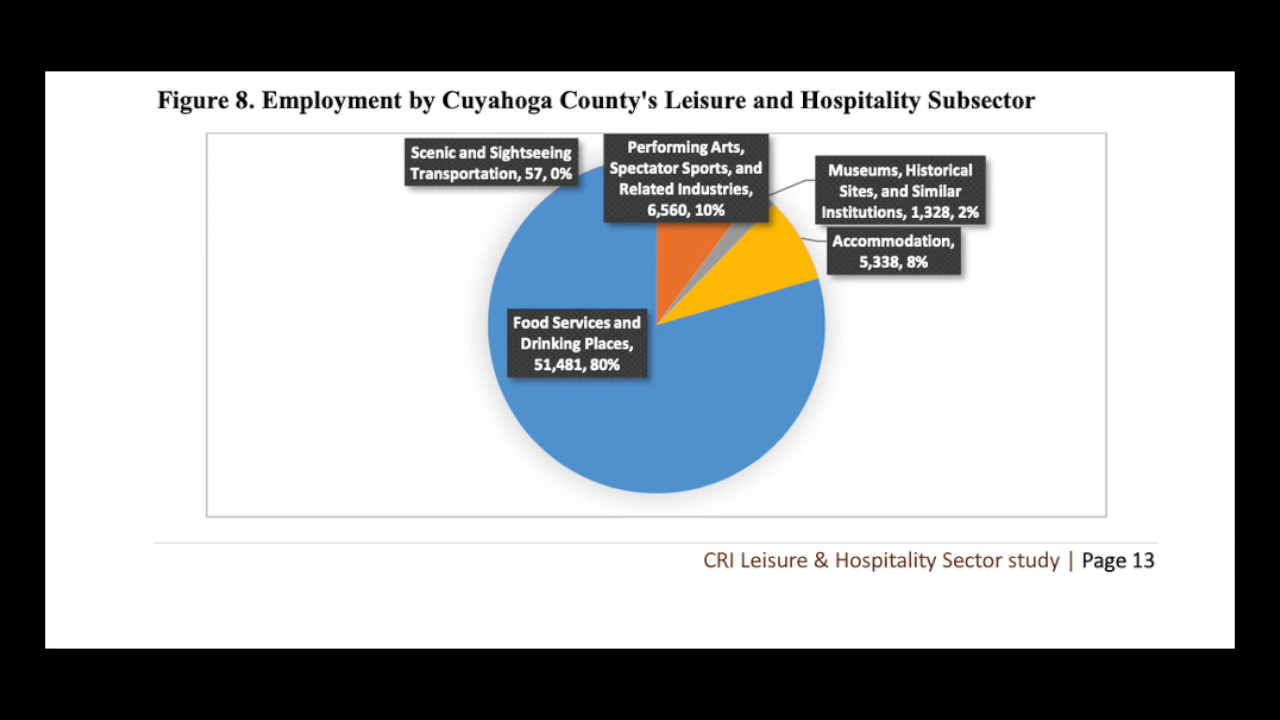 Figure 8. Employment by Cuyahoga County's Leisure and Hospitality Subsector
Scenic and Sightseeing
Transportation, 57, 0%
Performing Arts,
Spectator Sports, and
Related Industries,
6,560, 10%
Museums, Historical
Sites, and Similar
Institutions, 1,328, 2%
Accommodation,
5,338, 8%
Food Services and
Drinking Places,
51,481, 80%
CRI Leisure & Hospitality Sector study | Page 13